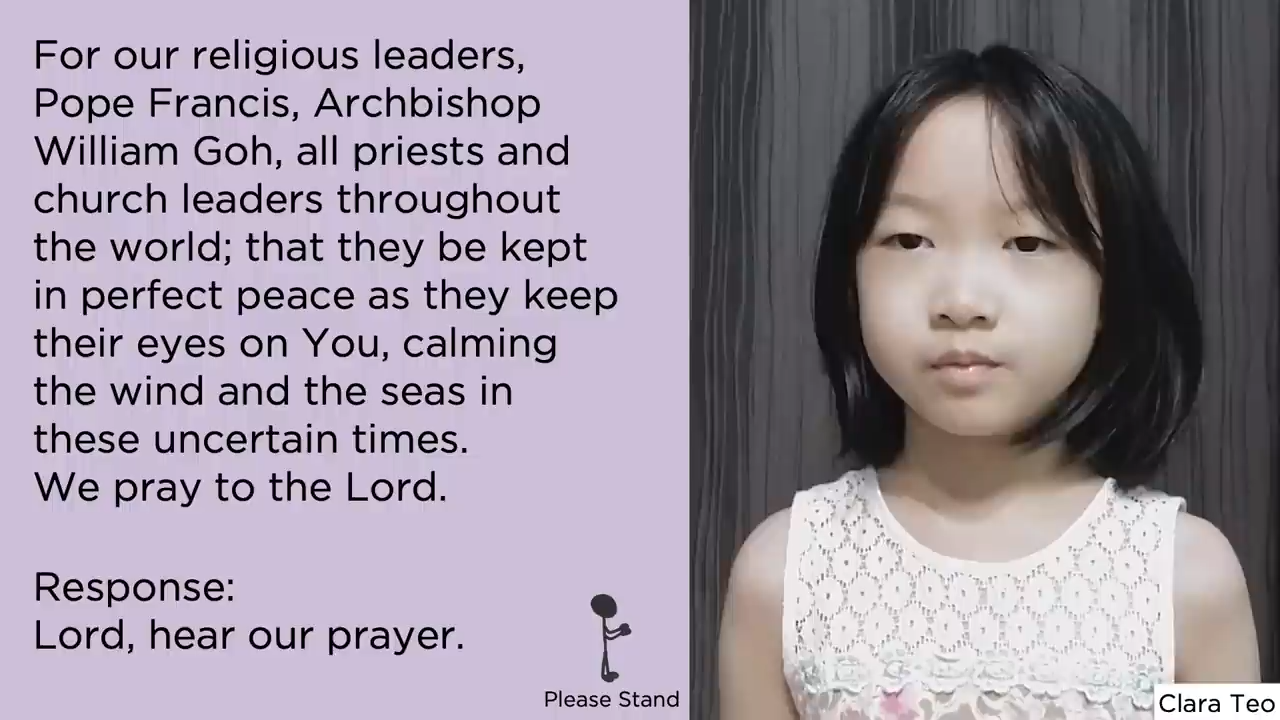 For our religious leaders,
Pope Francis, Archbishop
William Goh, all priests and
church leaders throughout
the world; that they be kept
in perfect peace as they keep
their eyes on You, calming
the wind and the seas in
these uncertain times.
We pray to the Lord.
Response:
Lord, hear our prayer.
Please Stand
Clara Teo